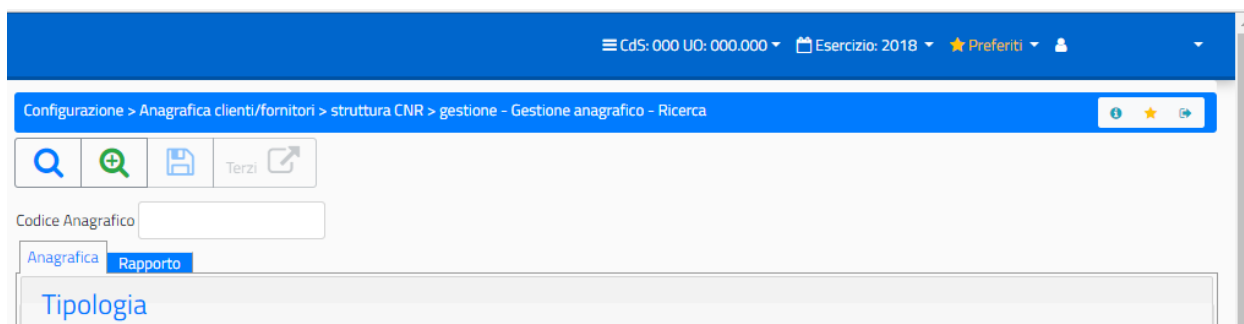 CdS: 000 UO: 000.000 Esercizio: 2018 Preferiti
Configurazione > Anagrafica clienti/fornitori > struttura CNR > gestione - Gestione anagrafico - Ricerca
Terzi
Codice Anagrafico
Anagrafica Rapporto
Tipologia